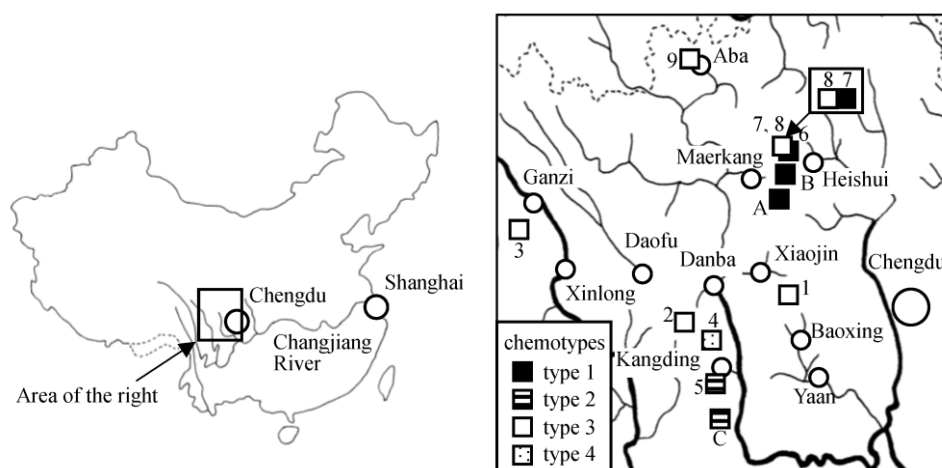 Shanghai
Chengdu
Changjiang
River
Area of the right
9
Aba
8 7
7 8
6
Maerkang
B
Heishui
A
Ganzi
3
Daofu
Danba
Xiaojin
Chengdu
Xinlong
1
2
4
Baoxing
chemotypes
Kangding
type 1
5
Yaan
type 2
C
type 3
type 4